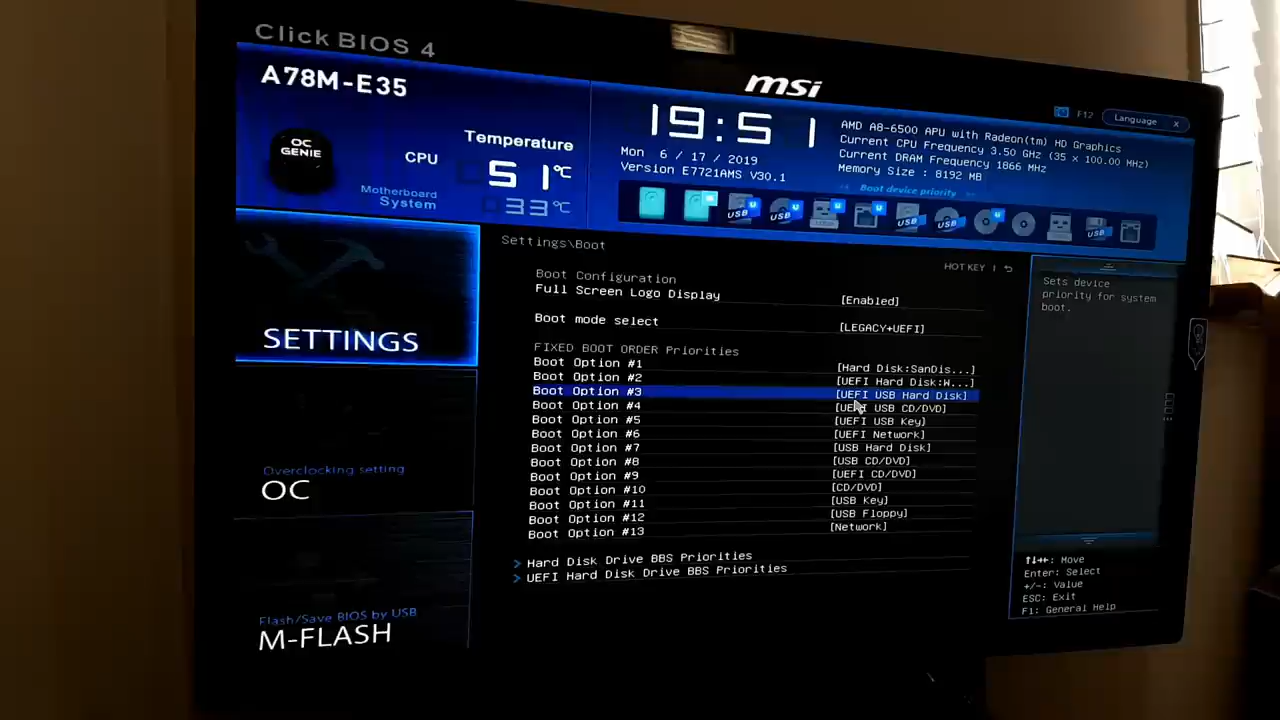 Click BIOS 4
msi
A78M-E35
F12
Language
X
OC
GENIE
Temperature
CPU
51℃
Motherboard
System
33℃
19:51
Mon 6 / 17 / 2019
Version E7721AMS V30.1
AMD A8-6500 APU with Radeon(tm) HD Graphics
Current CPU Frequency 3.50 GHz (35 x 100.00 MHz)
Current DRAM Frequency 1866 MHz
Memory Size : 8192 MB
Boot device priority
USB
USB
USB
USB
USB
SETTINGS
Overclocking setting
OC
Flash/Save BIOS by USB
M-FLASH
Settings\Boot
HOT KEY
Boot Configuration
Full Screen Logo Display [Enabled]
Boot mode select [LEGACY+UEFI]
FIXED BOOT ORDER Priorities
Boot Option #1 [Hard Disk:SanDis...]
Boot Option #2 [UEFI Hard Disk:W...]
Boot Option #3 [UEFI USB Hard Disk]
Boot Option #4 [UEFI USB CD/DVD]
Boot Option #5 [UEFI USB Key]
Boot Option #6 [UEFI Network]
Boot Option #7 [USB Hard Disk]
Boot Option #8 [USB CD/DVD]
Boot Option #9 [UEFI CD/DVD]
Boot Option #10 [CD/DVD]
Boot Option #11 [USB Key]
Boot Option #12 [USB Floppy]
Boot Option #13 [Network]
> Hard Disk Drive BBS Priorities
> UEFI Hard Disk Drive BBS Priorities
Sets device
priority for system
boot.
↑↓→←: Move
Enter: Select
+/-: Value
ESC: Exit
F1: General Help